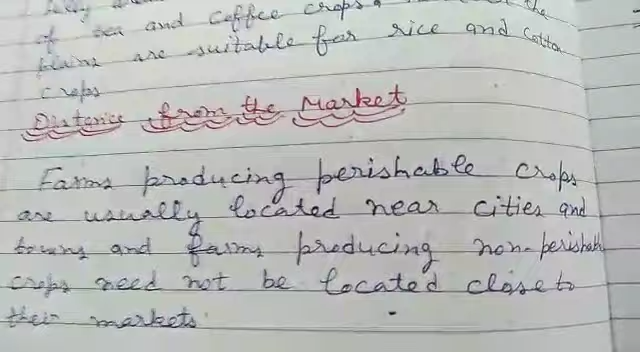 of tea and coffee crops. the
plains are suitable for rice and cotton
crops
Distance from the Market
Farms producing perishable crops
are usually located near cities and
towns and farms producing non-perishable
crops need not be located close to
their markets